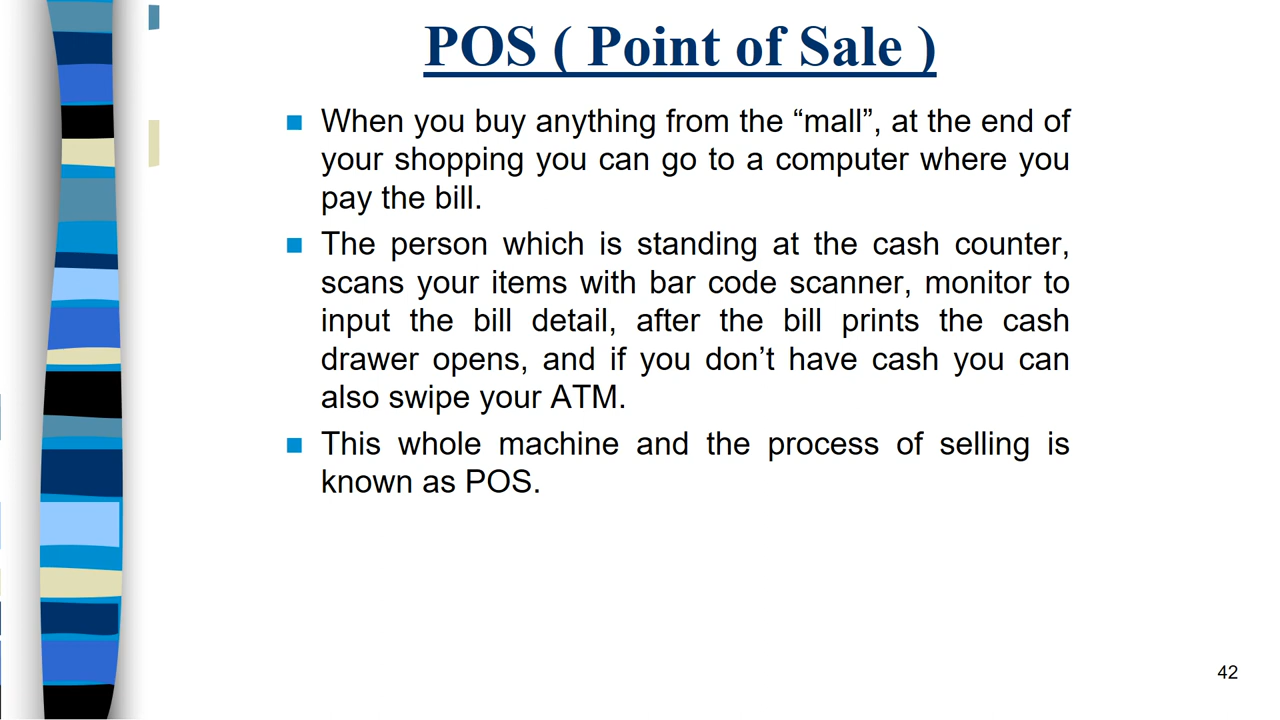 POS ( Point of Sale )
When you buy anything from the “mall”, at the end of
your shopping you can go to a computer where you
pay the bill.
The person which is standing at the cash counter,
scans your items with bar code scanner, monitor to
input the bill detail, after the bill prints the cash
drawer opens, and if you don’t have cash you can
also swipe your ATM.
This whole machine and the process of selling is
known as POS.
42